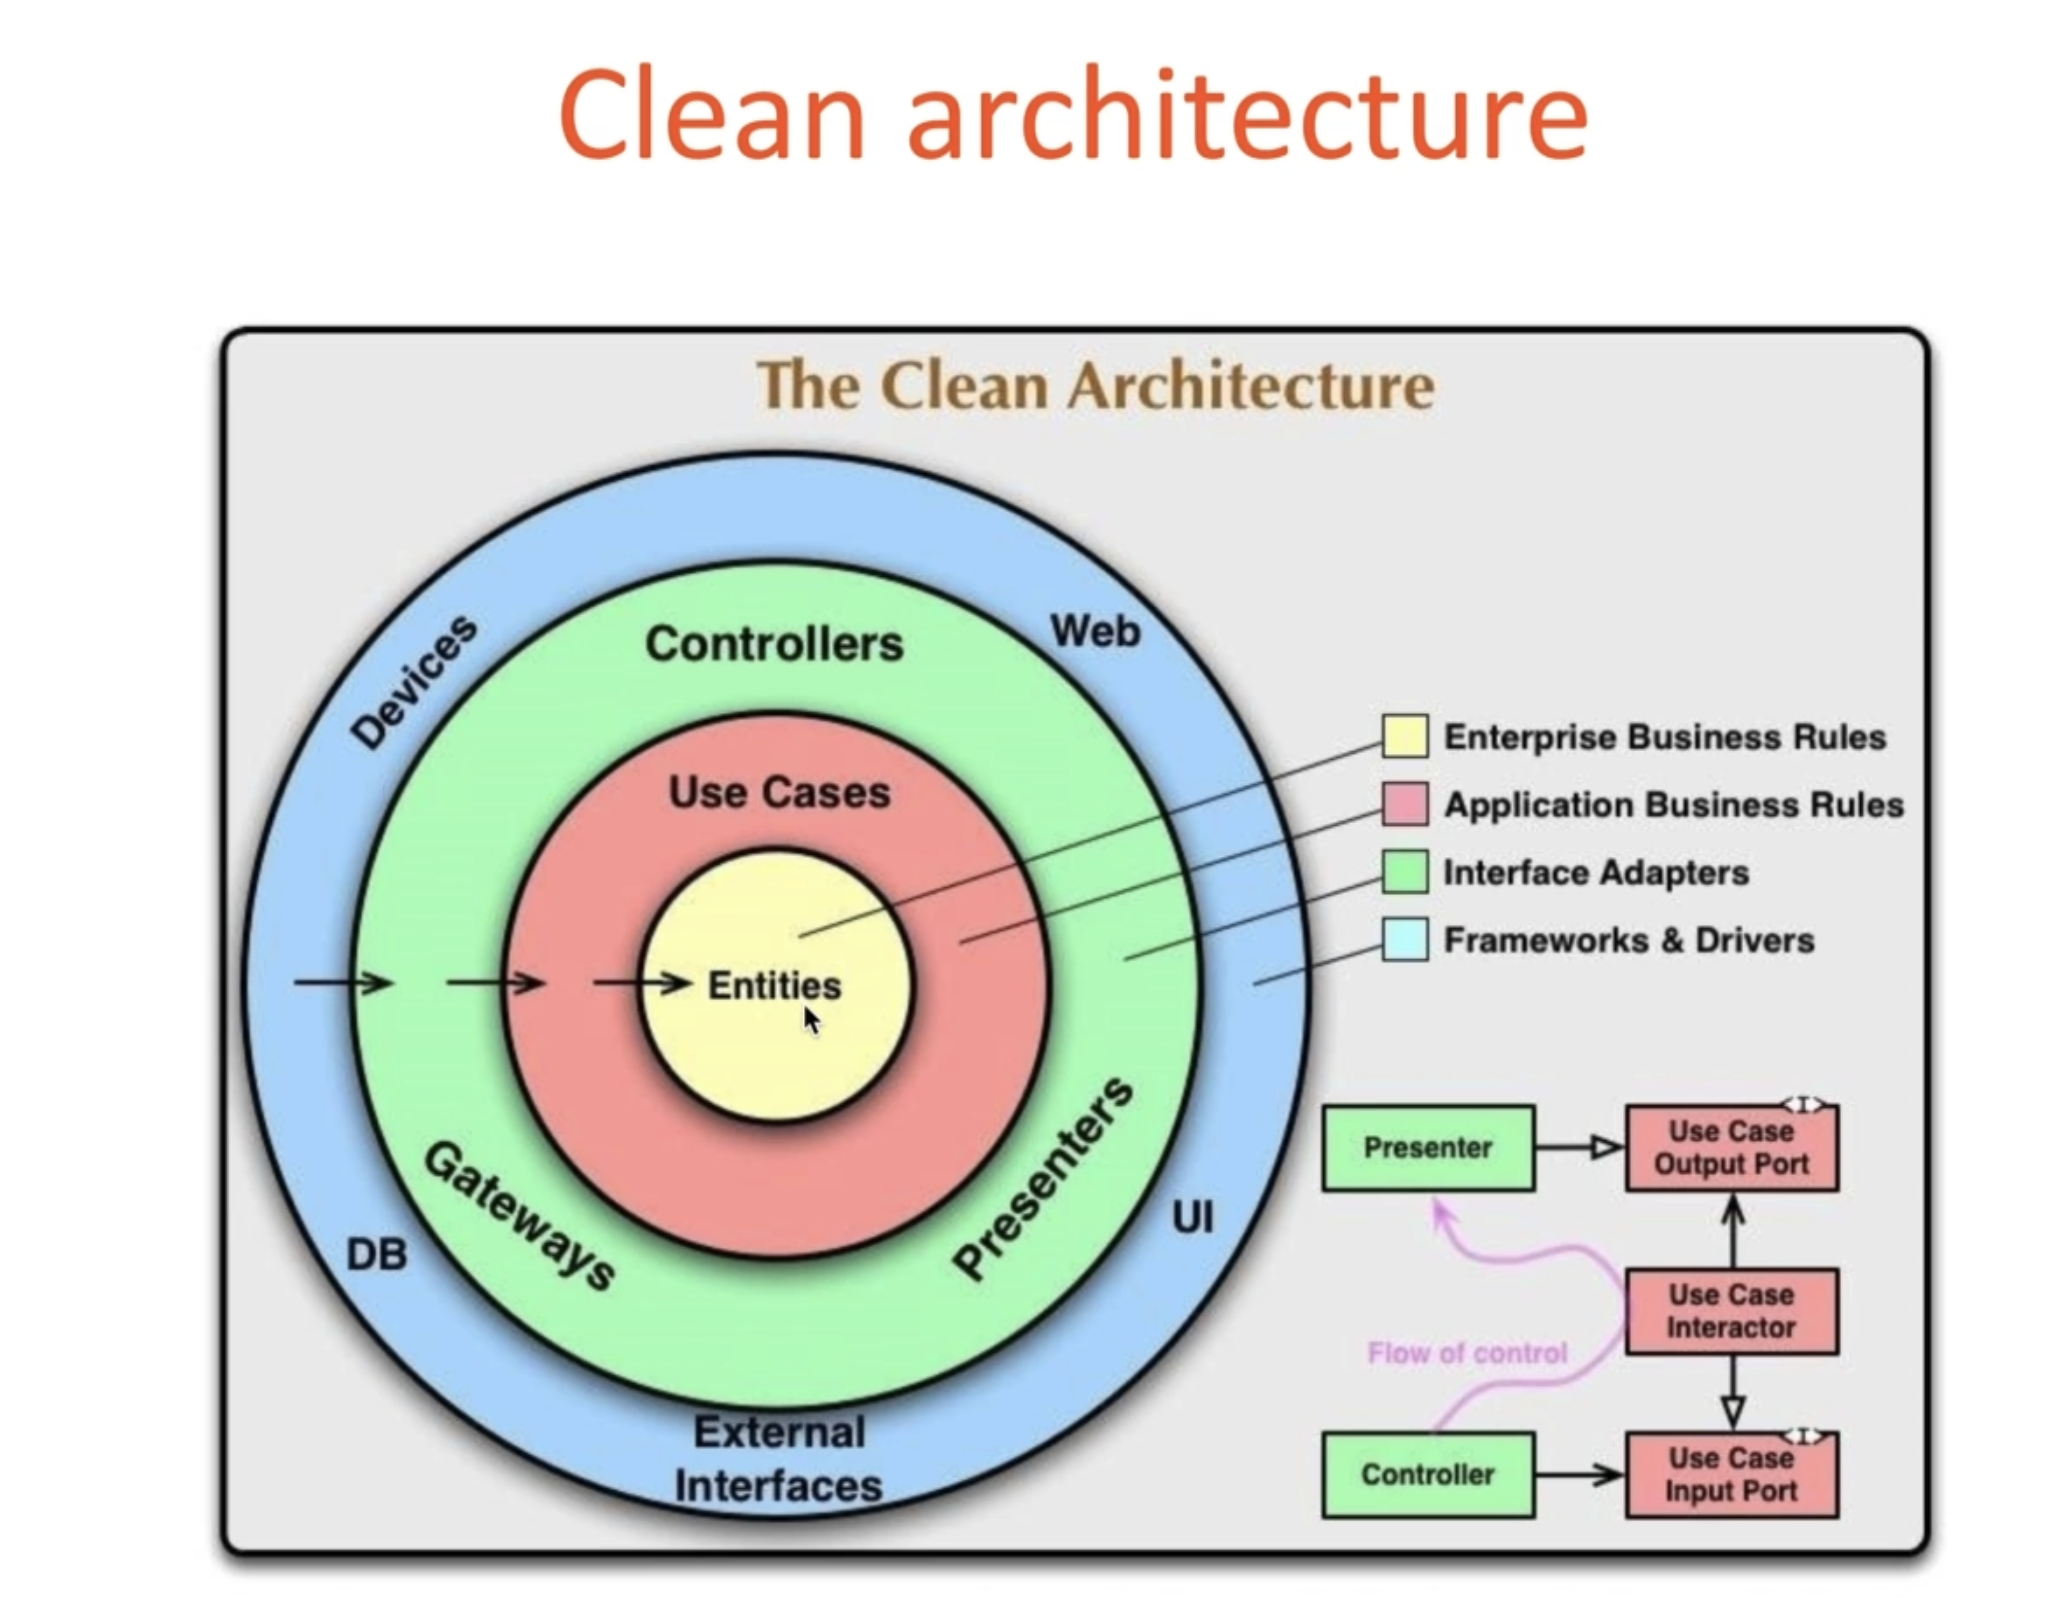 Clean architecture
The Clean Architecture
Devices
Web
Controllers
Use Cases
Entities
Gateways
Presenters
DB
UI
External
Interfaces
Enterprise Business Rules
Application Business Rules
Interface Adapters
Frameworks & Drivers
Presenter
Use Case
Output Port
<I>
Use Case
Interactor
Flow of control
Controller
Use Case
Input Port
<I>